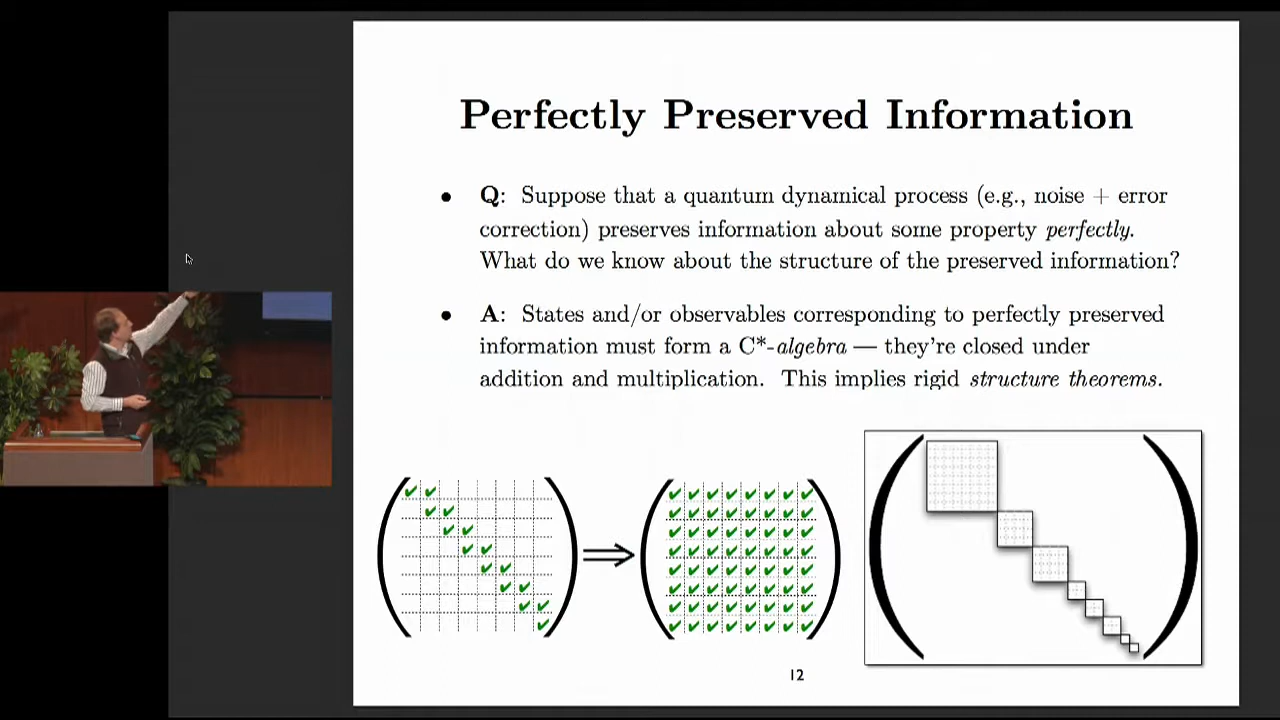 Perfectly Preserved Information
• Q: Suppose that a quantum dynamical process (e.g., noise + error
correction) preserves information about some property perfectly.
What do we know about the structure of the preserved information?
• A: States and/or observables corresponding to perfectly preserved
information must form a C*-algebra — they're closed under
addition and multiplication. This implies rigid structure theorems.
12